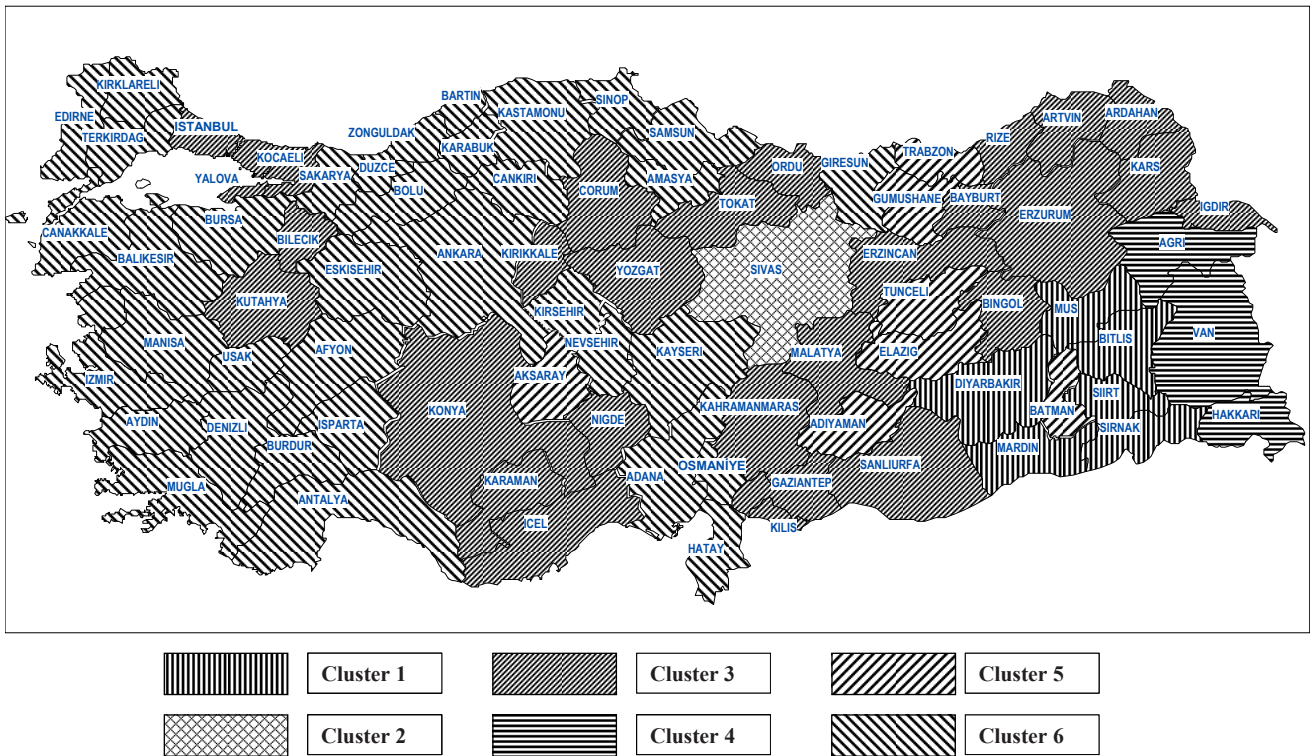 KIRKLARELI
EDIRNE
TERKIRDAG
ISTANBUL
KOCAELI
YALOVA
SAKARYA
DUZCE
ZONGULDAK
BARTIN
KARABUK
KASTAMONU
SINOP
SAMSUN
BOLU
CANKIRI
CORUM
AMASYA
TOKAT
ORDU
GIRESUN
TRABZON
RIZE
ARTVIN
ARDAHAN
KARS
GUMUSHANE
BAYBURT
ERZURUM
IGDIR
AGRI
CANAKKALE
BURSA
BALIKESIR
BILECIK
ESKISEHIR
ANKARA
KIRIKKALE
YOZGAT
SIVAS
ERZINCAN
TUNCELI
BINGOL
MUS
BITLIS
VAN
KUTAHYA
MANISA
USAK
AFYON
KIRSEHIR
NEVSEHIR
KAYSERI
MALATYA
ELAZIG
IZMIR
AKSARAY
DIYARBAKIR
BATMAN
SIIRT
HAKKARI
SIRNAK
MARDIN
AYDIN
DENIZLI
BURDUR
ISPARTA
KONYA
NIGDE
KAHRAMANMARAS
ADIYAMAN
SANLIURFA
MUGLA
ANTALYA
KARAMAN
ICEL
ADANA
OSMANİYE
GAZIANTEP
KILIS
HATAY
Cluster 1
Cluster 3
Cluster 5
Cluster 2
Cluster 4
Cluster 6